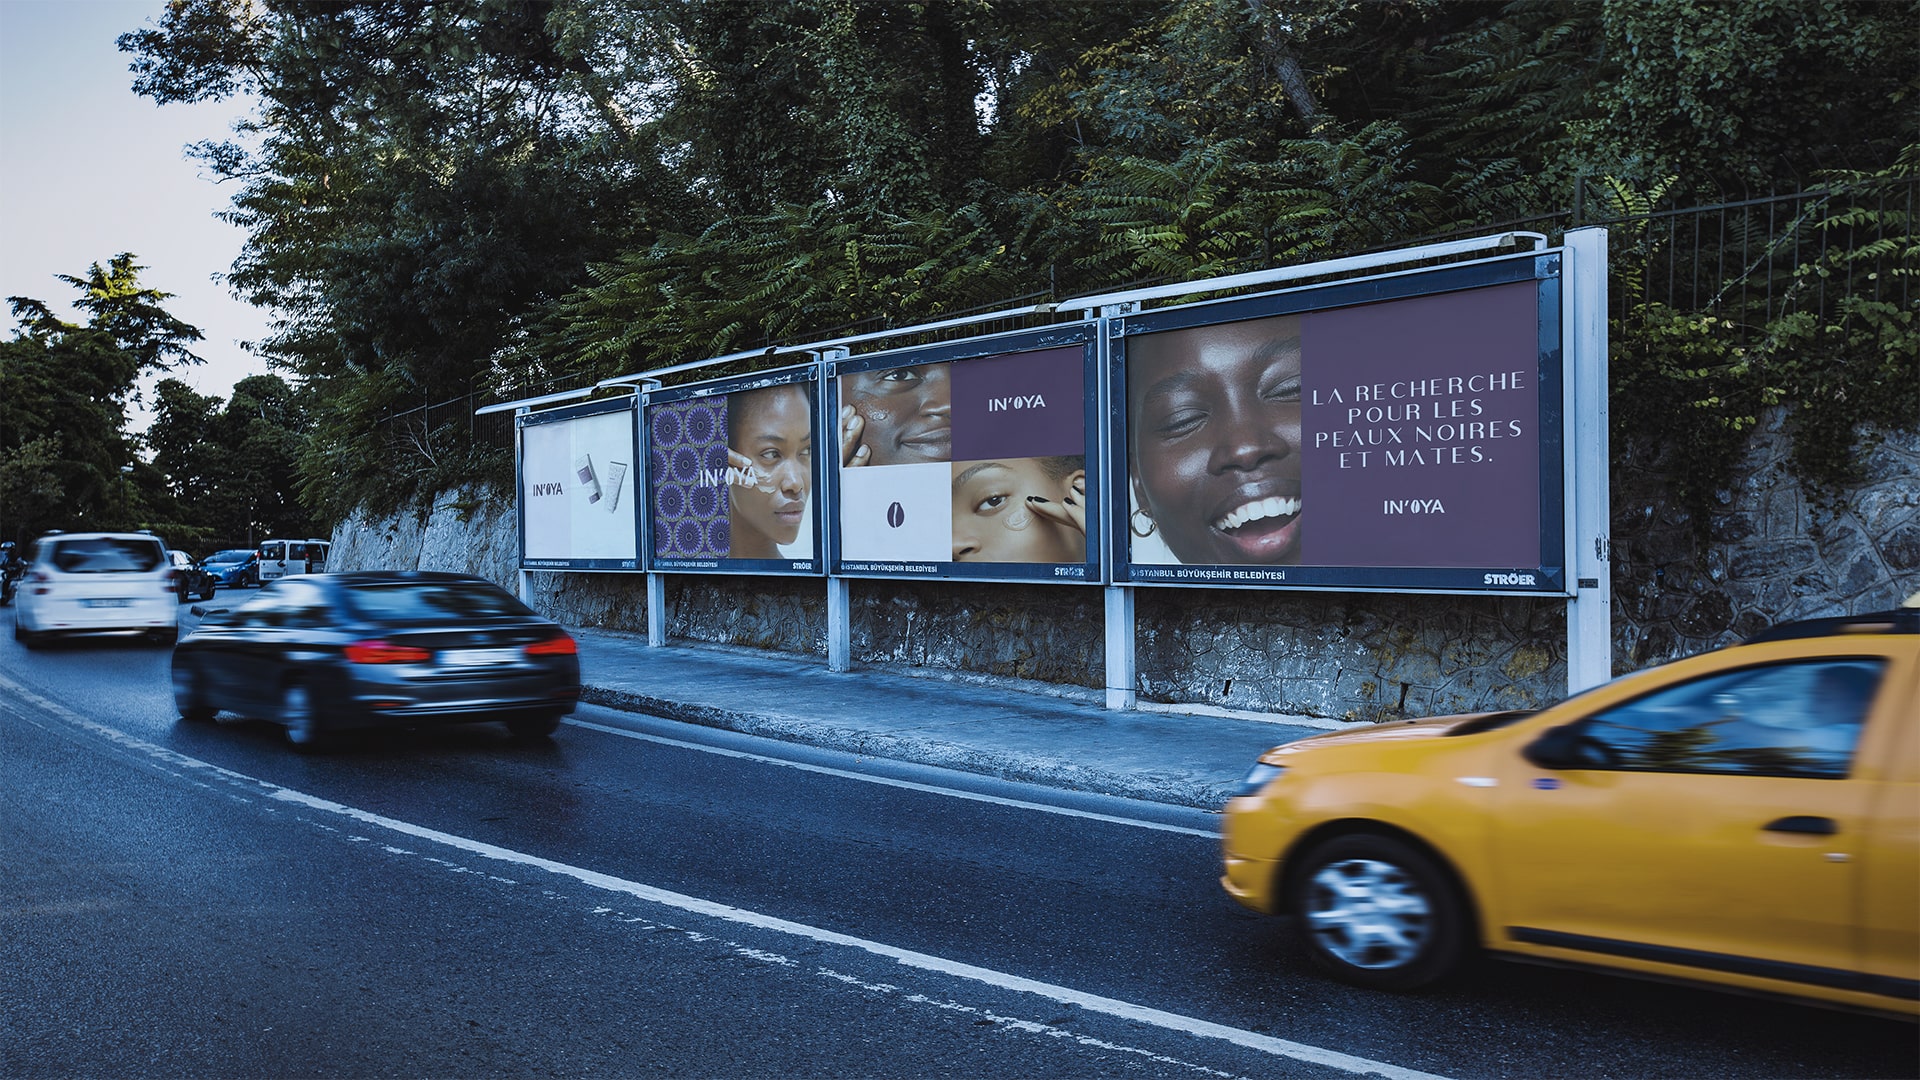 IN'OYA
IN'OYA
IN'OYA
LA RECHERCHE
POUR LES
PEAUX NOIRES
ET MATES.
IN'OYA
İSTANBUL BÜYÜKŞEHİR BELEDİYESİ
STRÖER
İSTANBUL BÜYÜKŞEHİR BELEDİYESİ
STRÖER
İSTANBUL BÜYÜKŞEHİR BELEDİYESİ
STRÖER
İSTANBUL BÜYÜKŞEHİR BELEDİYESİ
STRÖER